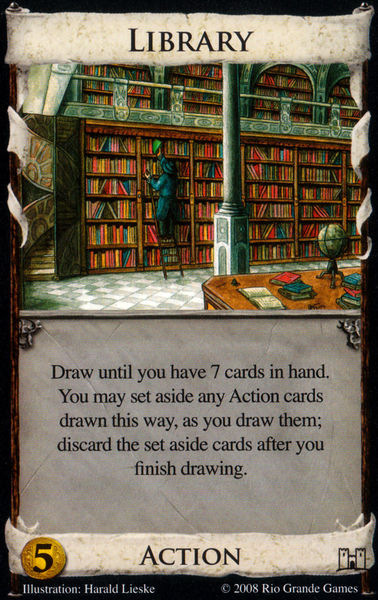 LIBRARY
Draw until you have 7 cards in hand.
You may set aside any Action cards
drawn this way, as you draw them;
discard the set aside cards after you
finish drawing.
5
ACTION
Illustration: Harald Lieske © 2008 Rio Grande Games